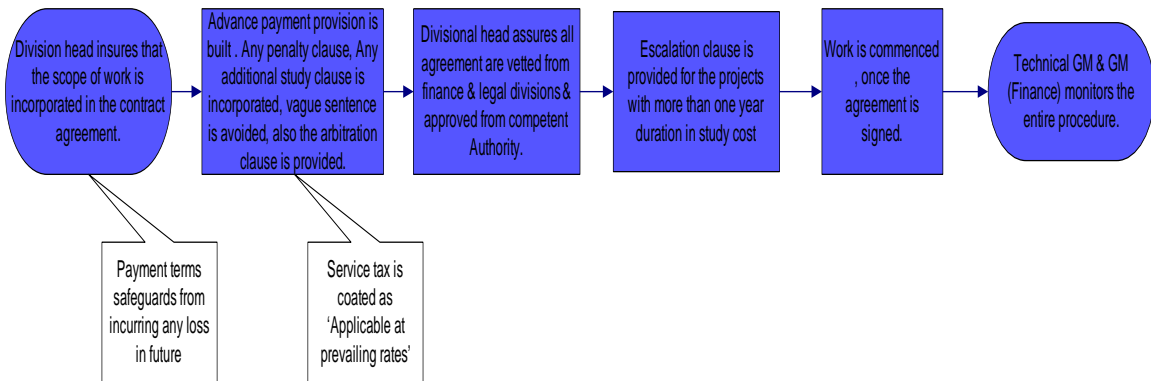 Division head insures that
the scope of work is
incorporated in the contract
agreement.
Advance payment provision is
built . Any penalty clause, Any
additional study clause is
incorporated, vague sentence
is avoided, also the arbitration
clause is provided.
Divisional head assures all
agreement are vetted from
finance & legal divisions &
approved from competent
Authority.
Escalation clause is
provided for the projects
with more than one year
duration in study cost
Work is commenced
, once the
agreement is
signed.
Technical GM & GM
(Finance) monitors the
entire procedure.
Payment terms
safeguards from
incurring any loss
in future
Service tax is
coated as
‘Applicable at
prevailing rates’